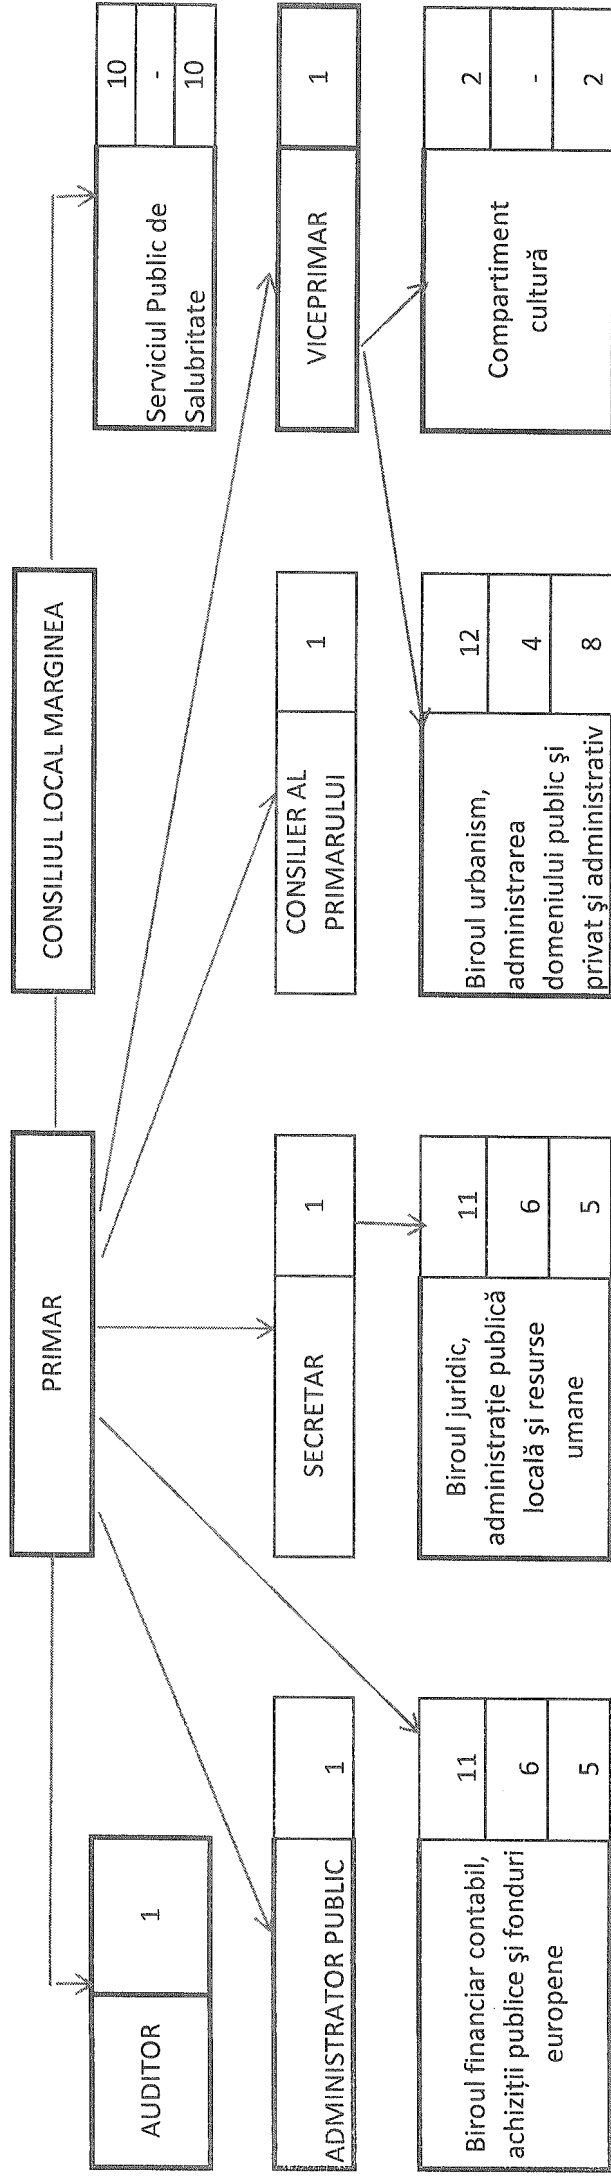 PRIMAR
CONSILIUL LOCAL MARGINEA
AUDITOR
1
Serviciul Public de
Salubritate
10
-
10
ADMINISTRATOR PUBLIC
1
SECRETAR
1
CONSILIER AL
PRIMARULUI
1
VICEPRIMAR
1
Biroul financiar contabil,
achiziții publice și fonduri
europene
11
6
5
Biroul juridic,
administrație publică
locală și resurse
umane
11
6
5
Biroul urbanism,
administrarea
domeniului public și
privat și administrativ
12
4
8
Compartiment
cultură
2
-
2